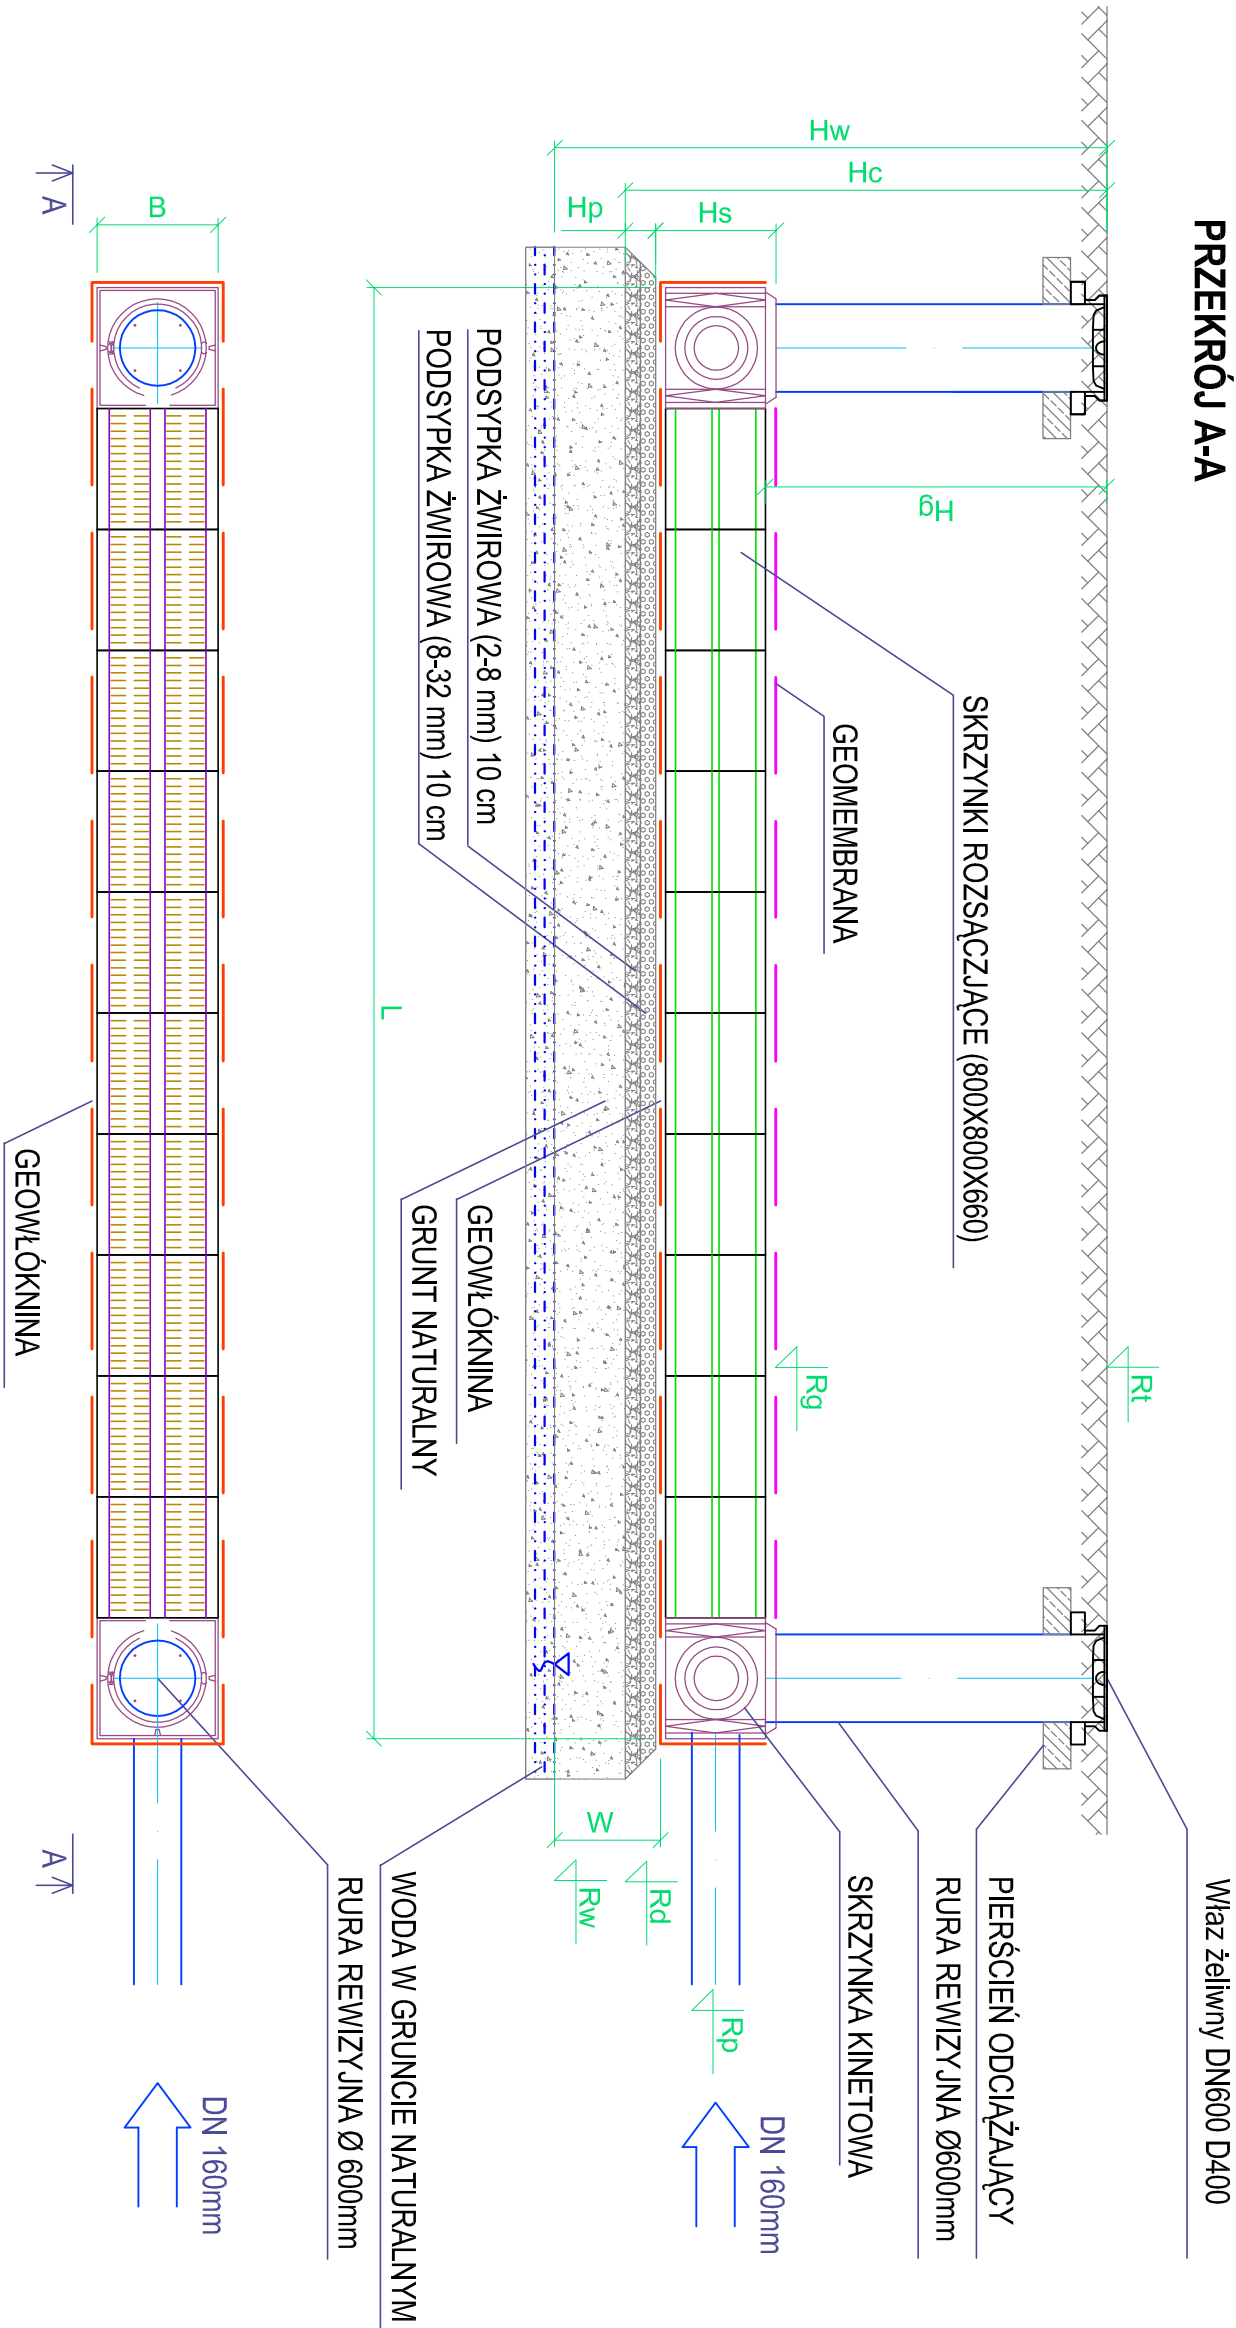 PRZEKRÓJ A-A
Właz żeliwny DN600 D400
Rt
PIERŚCIEŃ ODCIĄŻAJĄCY
RURA REWIZYJNA Ø600mm
SKRZYNKA KINETOWA
SKRZYNKI ROZSĄCZJĄCE (800X800X660)
GEOMEMBRANA
Hw
Hc
Hg
Hs
Hp
Rg
Rp
DN 160mm
Rd
Rw
W
PODSYPKA ŻWIROWA (2-8 mm) 10 cm
PODSYPKA ŻWIROWA (8-32 mm) 10 cm
GEOWŁÓKNINA
GRUNT NATURALNY
WODA W GRUNCIE NATURALNYM
L
RURA REWIZYJNA Ø 600mm
DN 160mm
B
GEOWŁÓKNINA
A
A